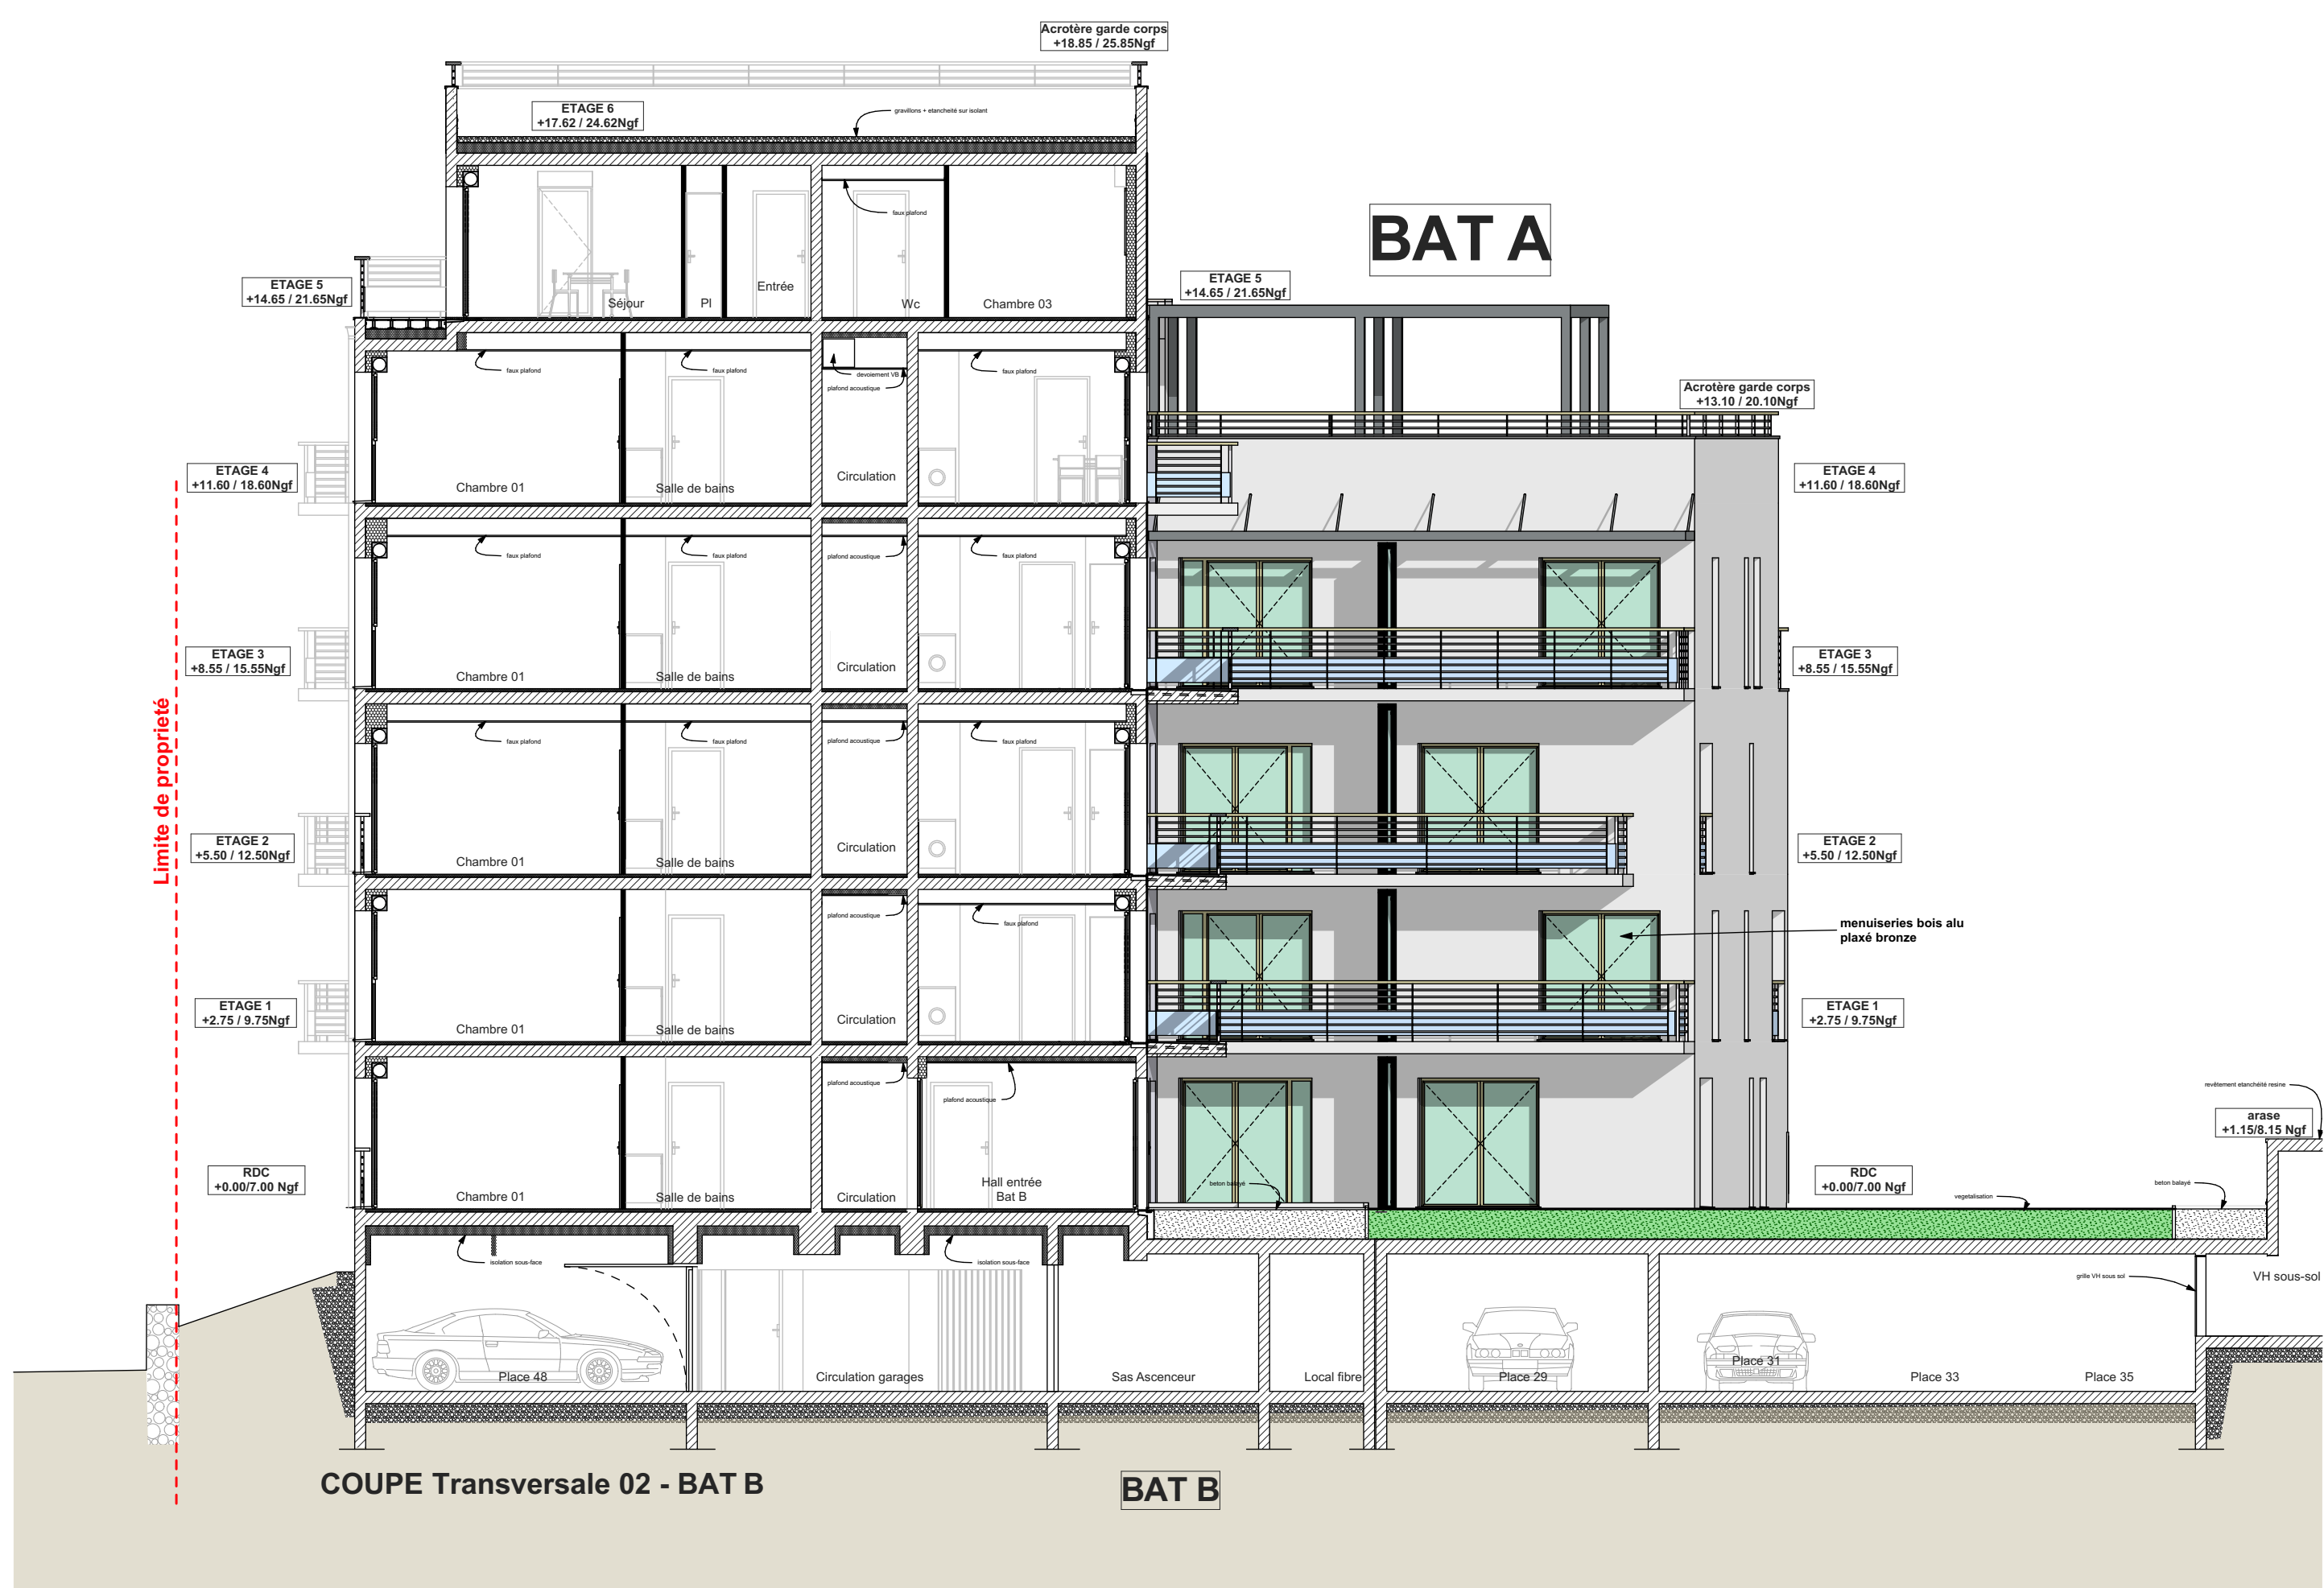 Acrotère garde corps
+18.85 / 25.85Ngf
ETAGE 6
+17.62 / 24.62Ngf
gravillons + etancheité sur isolant
faux plafond
BAT A
ETAGE 5
+14.65 / 21.65Ngf
Séjour
Pl
Entrée
Wc
Chambre 03
ETAGE 5
+14.65 / 21.65Ngf
faux plafond
faux plafond
devoiement VB
plafond acoustique
faux plafond
Acrotère garde corps
+13.10 / 20.10Ngf
ETAGE 4
+11.60 / 18.60Ngf
Chambre 01
Salle de bains
Circulation
ETAGE 4
+11.60 / 18.60Ngf
faux plafond
faux plafond
plafond acoustique
faux plafond
ETAGE 3
+8.55 / 15.55Ngf
Chambre 01
Salle de bains
Circulation
ETAGE 3
+8.55 / 15.55Ngf
Limite de proprieté
faux plafond
faux plafond
plafond acoustique
faux plafond
ETAGE 2
+5.50 / 12.50Ngf
Chambre 01
Salle de bains
Circulation
ETAGE 2
+5.50 / 12.50Ngf
plafond acoustique
faux plafond
menuiseries bois alu
plaxé bronze
ETAGE 1
+2.75 / 9.75Ngf
Chambre 01
Salle de bains
Circulation
ETAGE 1
+2.75 / 9.75Ngf
plafond acoustique
plafond acoustique
revêtement etanchéité resine
arase
+1.15/8.15 Ngf
RDC
+0.00/7.00 Ngf
Chambre 01
Salle de bains
Circulation
Hall entrée
Bat B
beton balayé
RDC
+0.00/7.00 Ngf
vegetalisation
beton balayé
isolation sous-face
isolation sous-face
grille VH sous sol
VH sous-sol
Place 48
Circulation garages
Sas Ascenceur
Local fibre
Place 29
Place 31
Place 33
Place 35
COUPE Transversale 02 - BAT B
BAT B